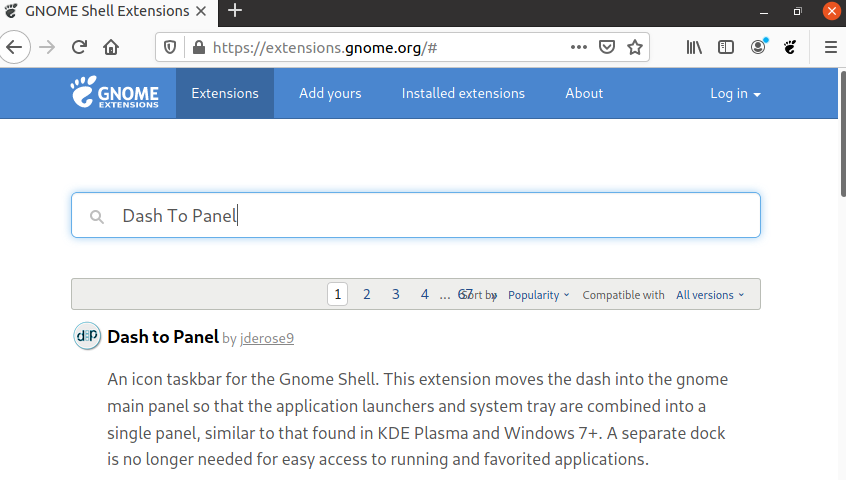 GNOME Shell Extensions
https://extensions.gnome.org/#
GNOME
EXTENSIONS
Extensions Add yours Installed extensions About Log in
Dash To Panel
1 2 3 4 ... 67 » Sort by Popularity Compatible with All versions
d:p Dash to Panel by jderose9
An icon taskbar for the Gnome Shell. This extension moves the dash into the gnome
main panel so that the application launchers and system tray are combined into a
single panel, similar to that found in KDE Plasma and Windows 7+. A separate dock
is no longer needed for easy access to running and favorited applications.